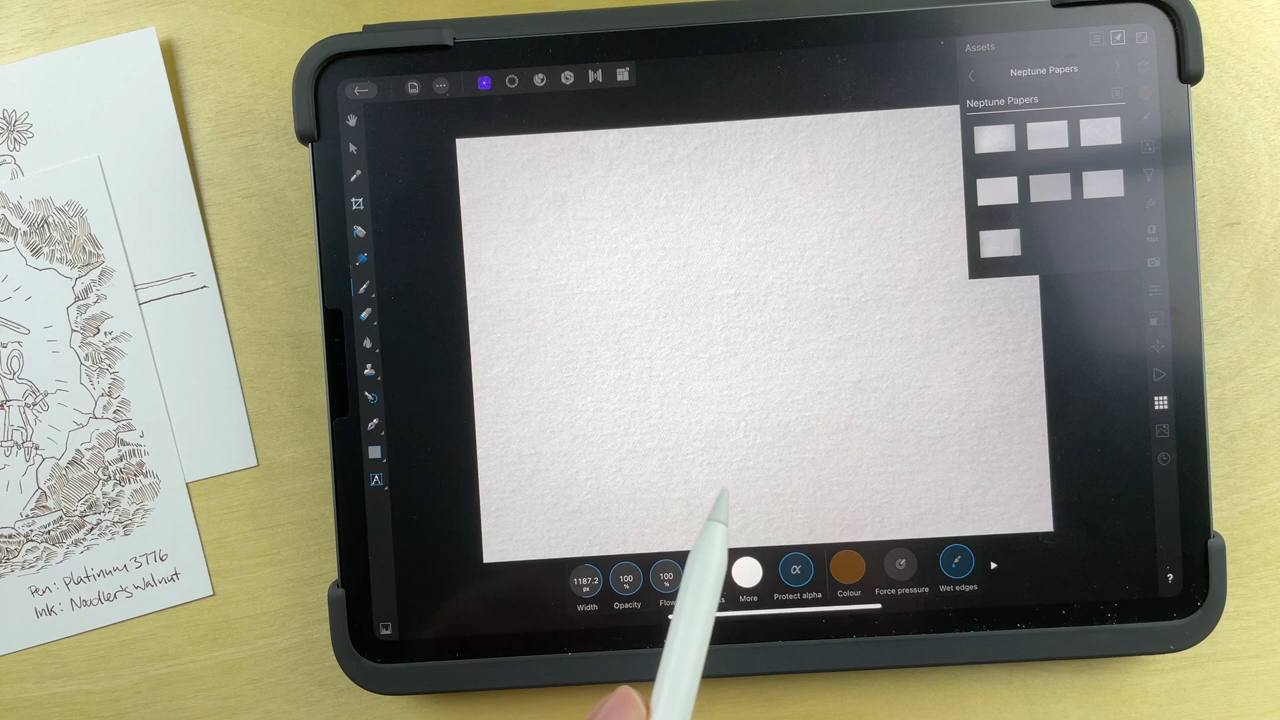 Assets
Neptune Papers
Neptune Papers
A
1187.2
px
100
%
100
%
Width
Opacity
More
Protect alpha
Colour
Force pressure
Wet edges
?
Pen: Platinum 3776
Ink: Noodler's Walnut